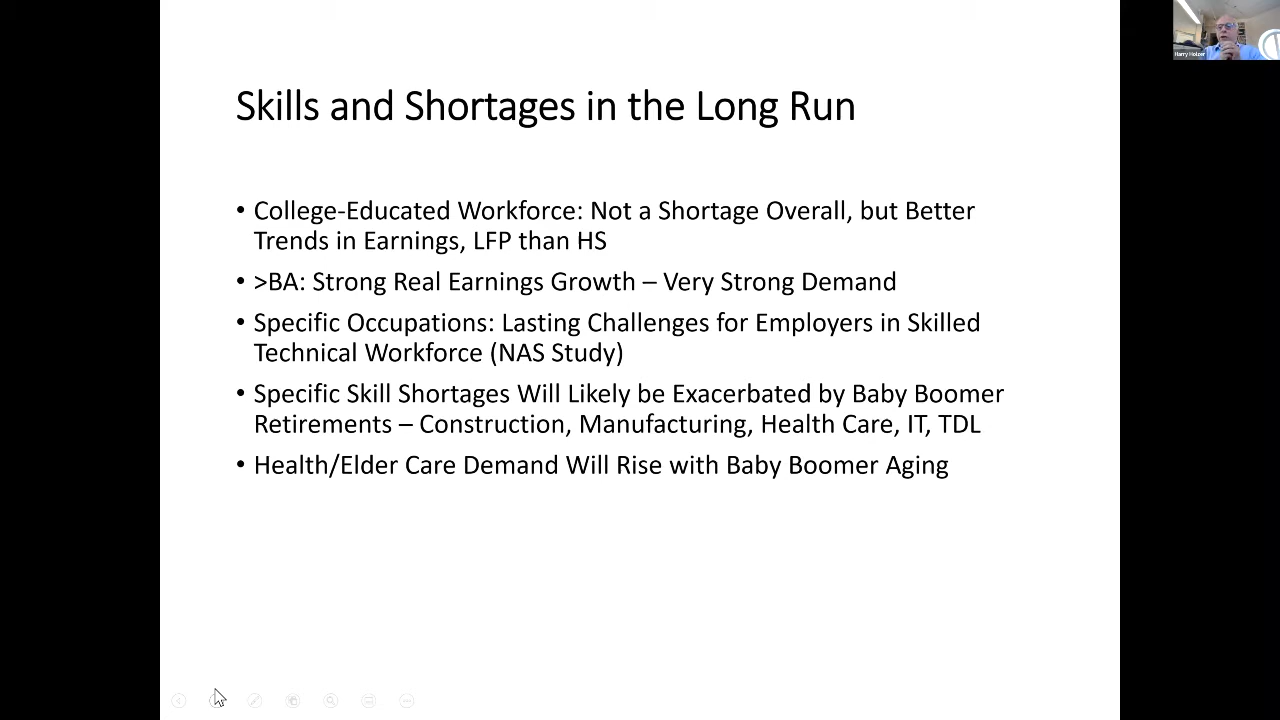 Skills and Shortages in the Long Run
• College-Educated Workforce: Not a Shortage Overall, but Better
Trends in Earnings, LFP than HS
• >BA: Strong Real Earnings Growth – Very Strong Demand
• Specific Occupations: Lasting Challenges for Employers in Skilled
Technical Workforce (NAS Study)
• Specific Skill Shortages Will Likely be Exacerbated by Baby Boomer
Retirements – Construction, Manufacturing, Health Care, IT, TDL
• Health/Elder Care Demand Will Rise with Baby Boomer Aging
Harry Holzer